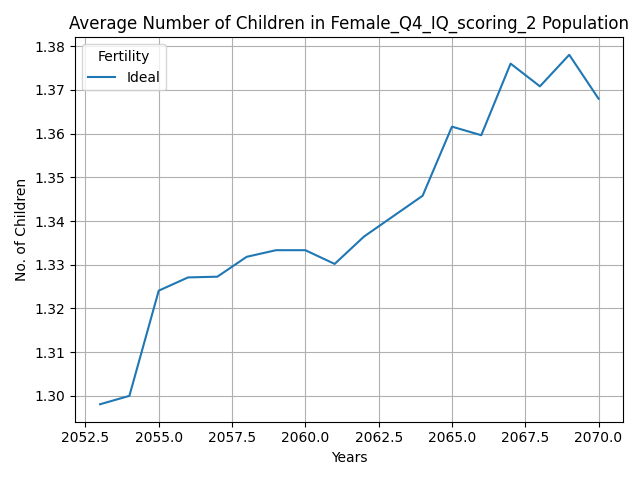 Average Number of Children in Female_Q4_IQ_scoring_2 Population
Fertility
Ideal
No. of Children
1.38
1.37
1.36
1.35
1.34
1.33
1.32
1.31
1.30
2052.5 2055.0 2057.5 2060.0 2062.5 2065.0 2067.5 2070.0
Years